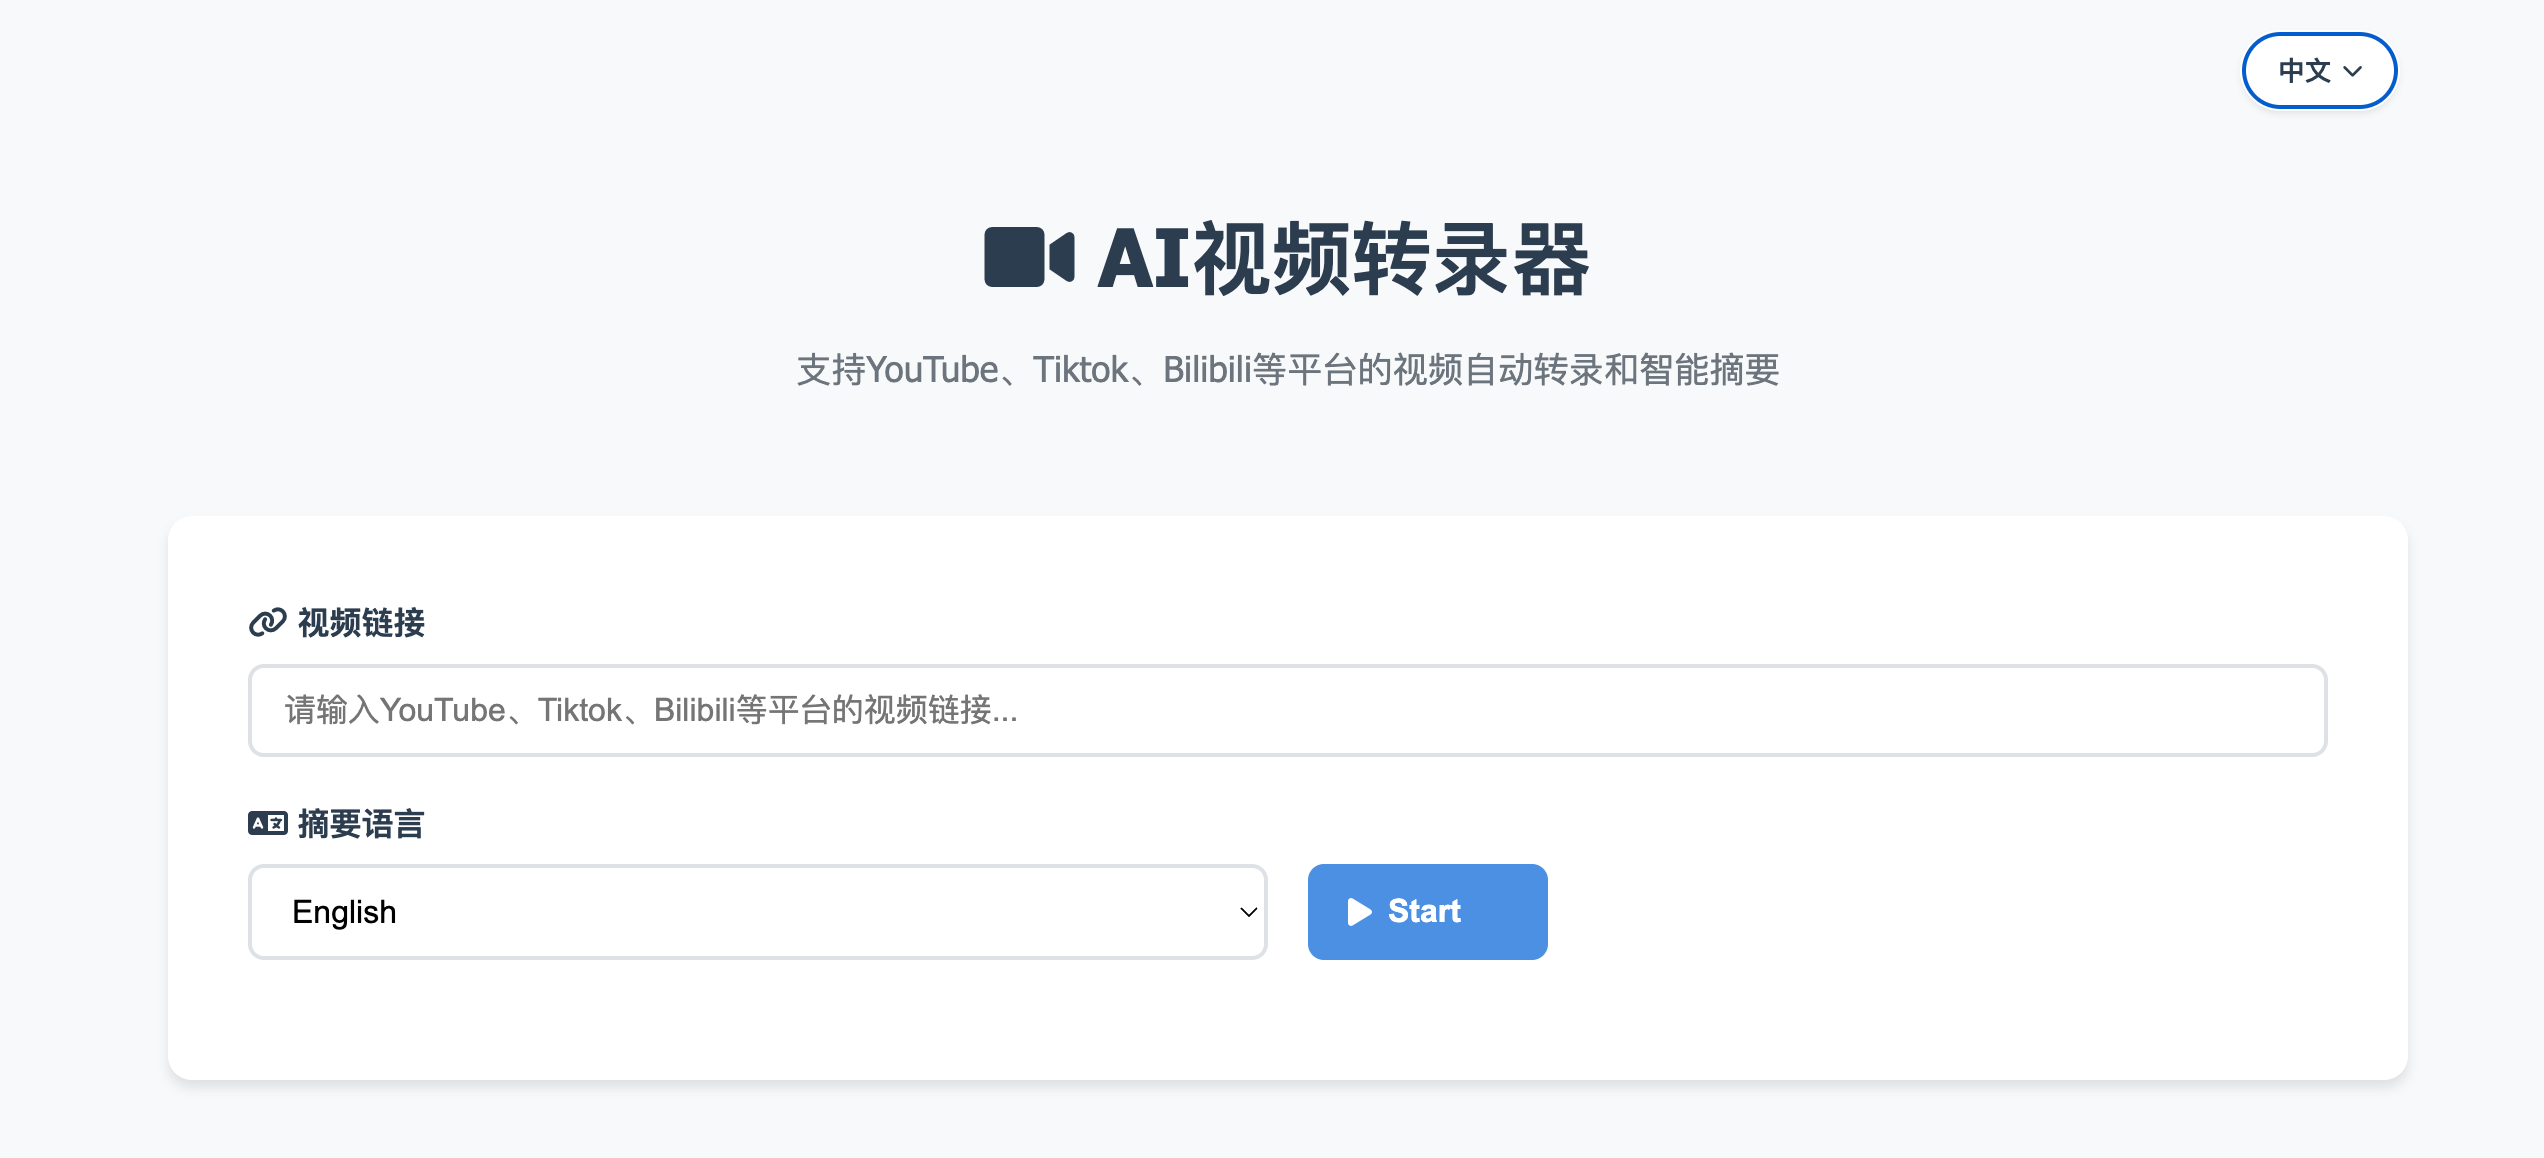 中文
AI视频转录器
支持YouTube、Tiktok、Bilibili等平台的视频自动转录和智能摘要
视频链接
请输入YouTube、Tiktok、Bilibili等平台的视频链接...
摘要语言
English
Start